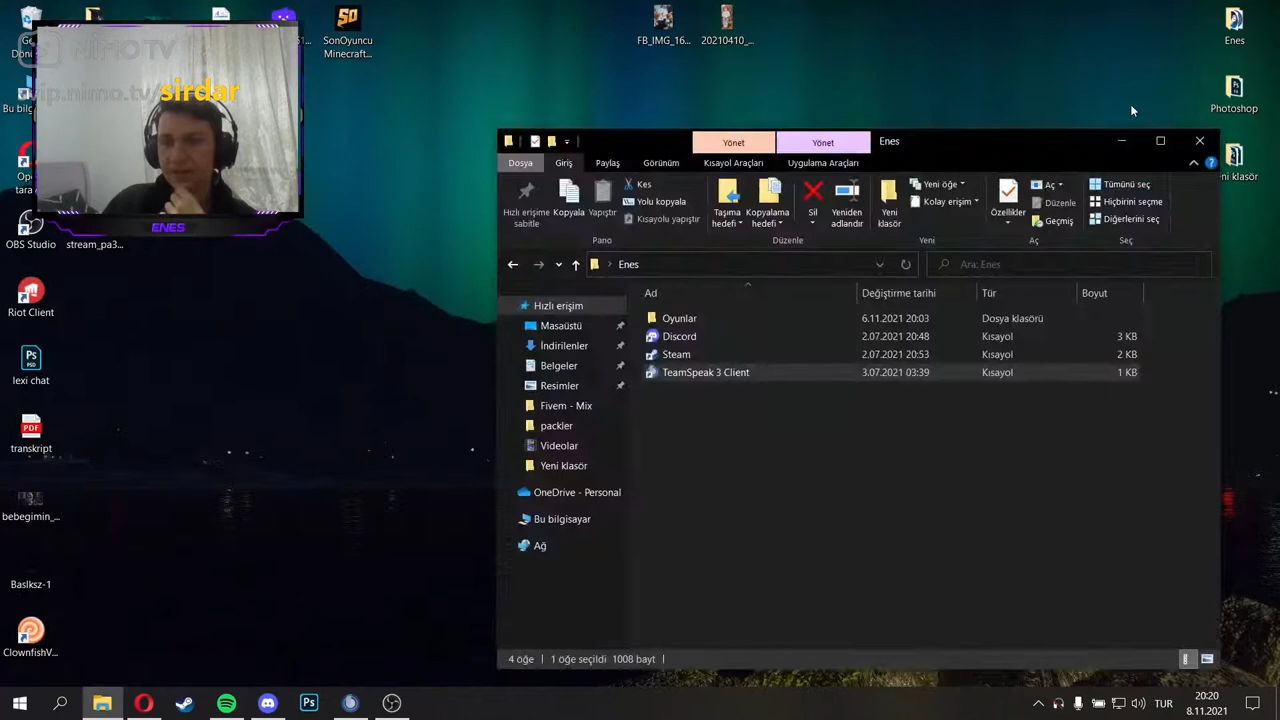 NiMO TV
vip.nimo.tv/sirdar
ENES
SonOyuncu
Minecraft...
FB_IMG_16...
20210410_...
Enes
Photoshop
OBS Studio
stream_pa3...
Riot Client
lexi chat
transkript
bebegimin_...
Baslksz-1
ClownfishV...
Yönet
Yönet
Enes
Dosya
Giriş
Paylaş
Görünüm
Kısayol Araçları
Uygulama Araçları
Hızlı erişime
sabitle
Kopyala
Yapıştır
Kes
Yolu kopyala
Kısayolu yapıştır
Pano
Taşıma
hedefi
Kopyalama
hedefi
Sil
Yeniden
adlandır
Düzenle
Yeni
klasör
Yeni öğe
Kolay erişim
Yeni
Özellikler
Aç
Düzenle
Geçmiş
Aç
Tümünü seç
Hiçbirini seçme
Diğerlerini seç
Seç
Enes
Ara: Enes
Ad
Değiştirme tarihi
Tür
Boyut
Oyunlar 6.11.2021 20:03 Dosya klasörü
Discord 2.07.2021 20:48 Kısayol 3 KB
Steam 2.07.2021 20:53 Kısayol 2 KB
TeamSpeak 3 Client 3.07.2021 03:39 Kısayol 1 KB
Hızlı erişim
Masaüstü
İndirilenler
Belgeler
Resimler
Fivem - Mix
packler
Videolar
Yeni klasör
OneDrive - Personal
Bu bilgisayar
Ağ
4 öğe
1 öğe seçildi 1008 bayt
TUR
20:20
8.11.2021